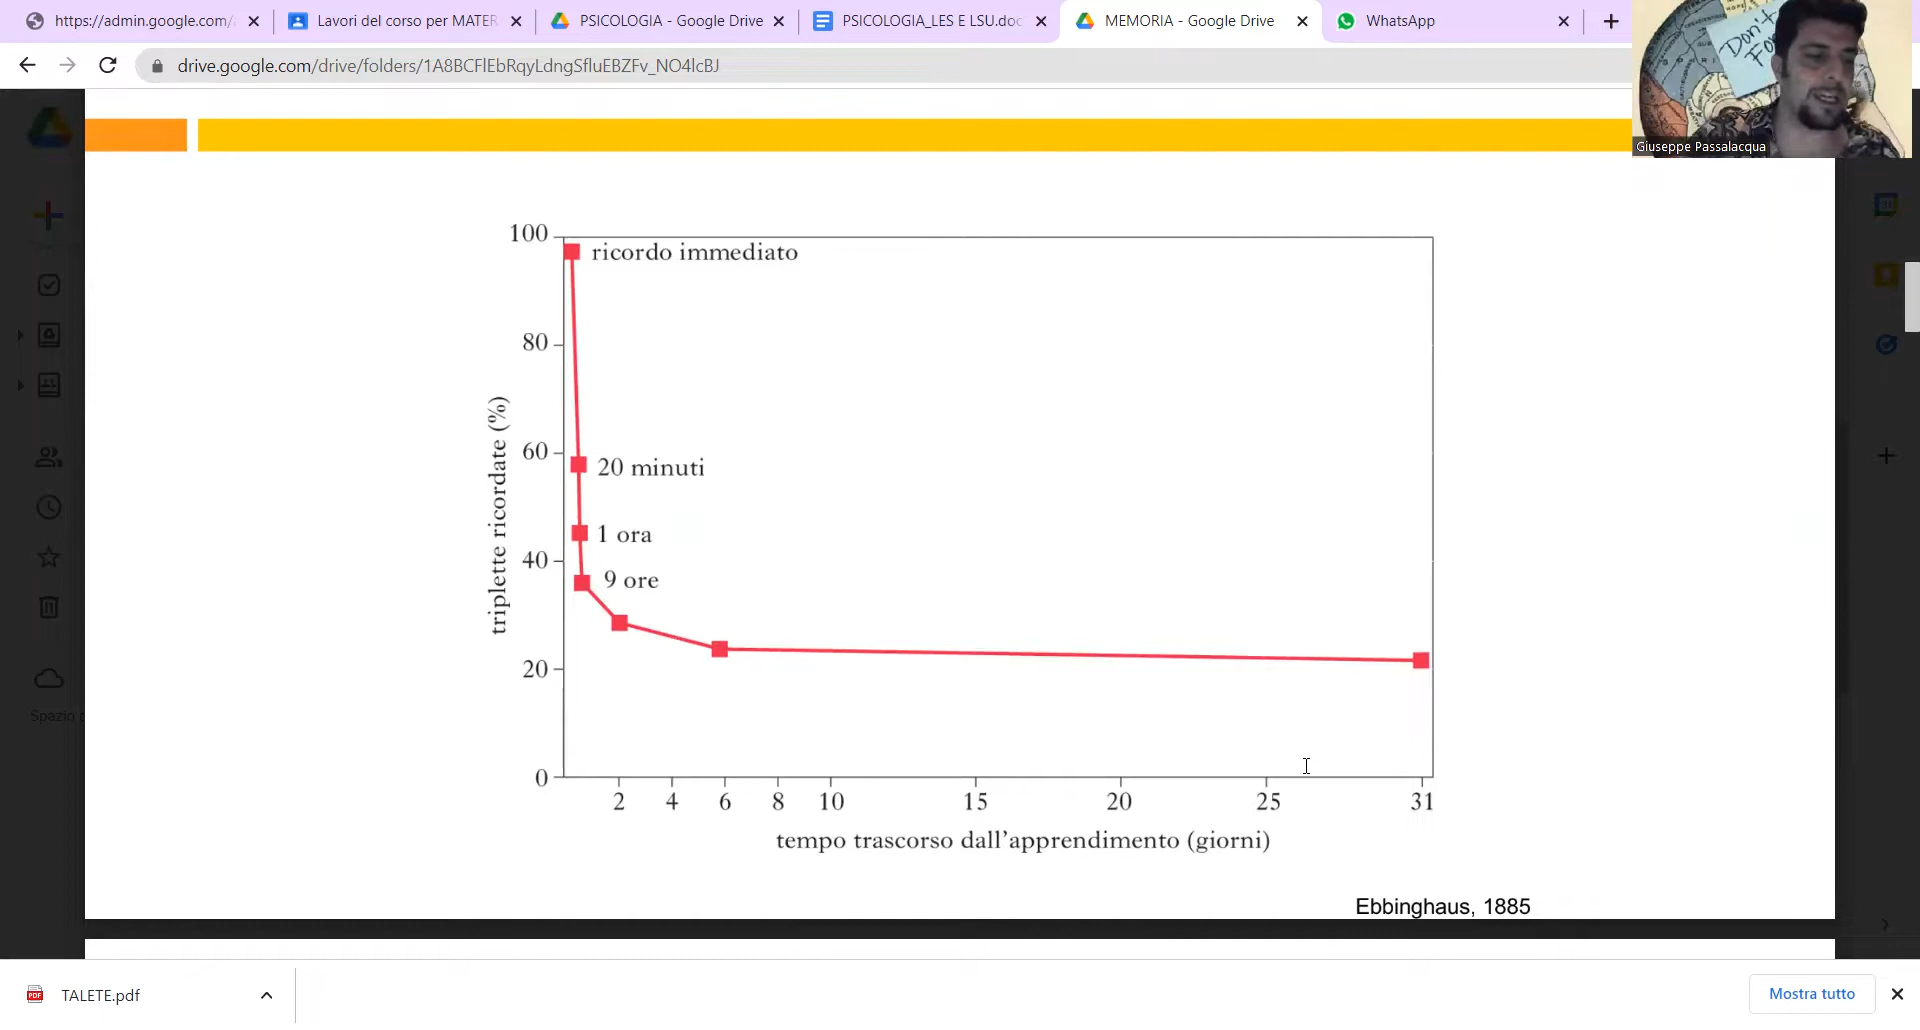 https://admin.google.com/
Lavori del corso per MATER
PSICOLOGIA - Google Drive
PSICOLOGIA_LES E LSU.doc
MEMORIA - Google Drive
WhatsApp
drive.google.com/drive/folders/1A8BCFlEbRqyLdngSfluEBZFv_NO4lcBJ
Don't
Giuseppe Passalacqua
100
ricordo immediato
80
60
20 minuti
1 ora
40
9 ore
20
0
triplette ricordate (%)
2 4 6 8 10 15 20 25 31
tempo trascorso dall'apprendimento (giorni)
Ebbinghaus, 1885
Spazio
PDF
TALETE.pdf
Mostra tutto